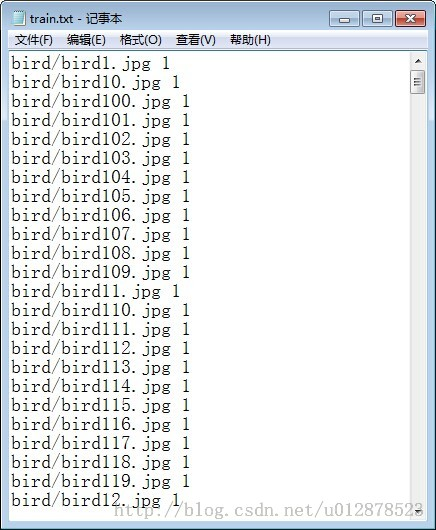 train.txt - 记事本
文件(F) 编辑(E) 格式(O) 查看(V) 帮助(H)
bird/bird1.jpg 1
bird/bird10.jpg 1
bird/bird100.jpg 1
bird/bird101.jpg 1
bird/bird102.jpg 1
bird/bird103.jpg 1
bird/bird104.jpg 1
bird/bird105.jpg 1
bird/bird106.jpg 1
bird/bird107.jpg 1
bird/bird108.jpg 1
bird/bird109.jpg 1
bird/bird11.jpg 1
bird/bird110.jpg 1
bird/bird111.jpg 1
bird/bird112.jpg 1
bird/bird113.jpg 1
bird/bird114.jpg 1
bird/bird115.jpg 1
bird/bird116.jpg 1
bird/bird117.jpg 1
bird/bird118.jpg 1
bird/bird119.jpg 1
bird/bird12.jpg 1
http://blog.csdn.net/u012878523